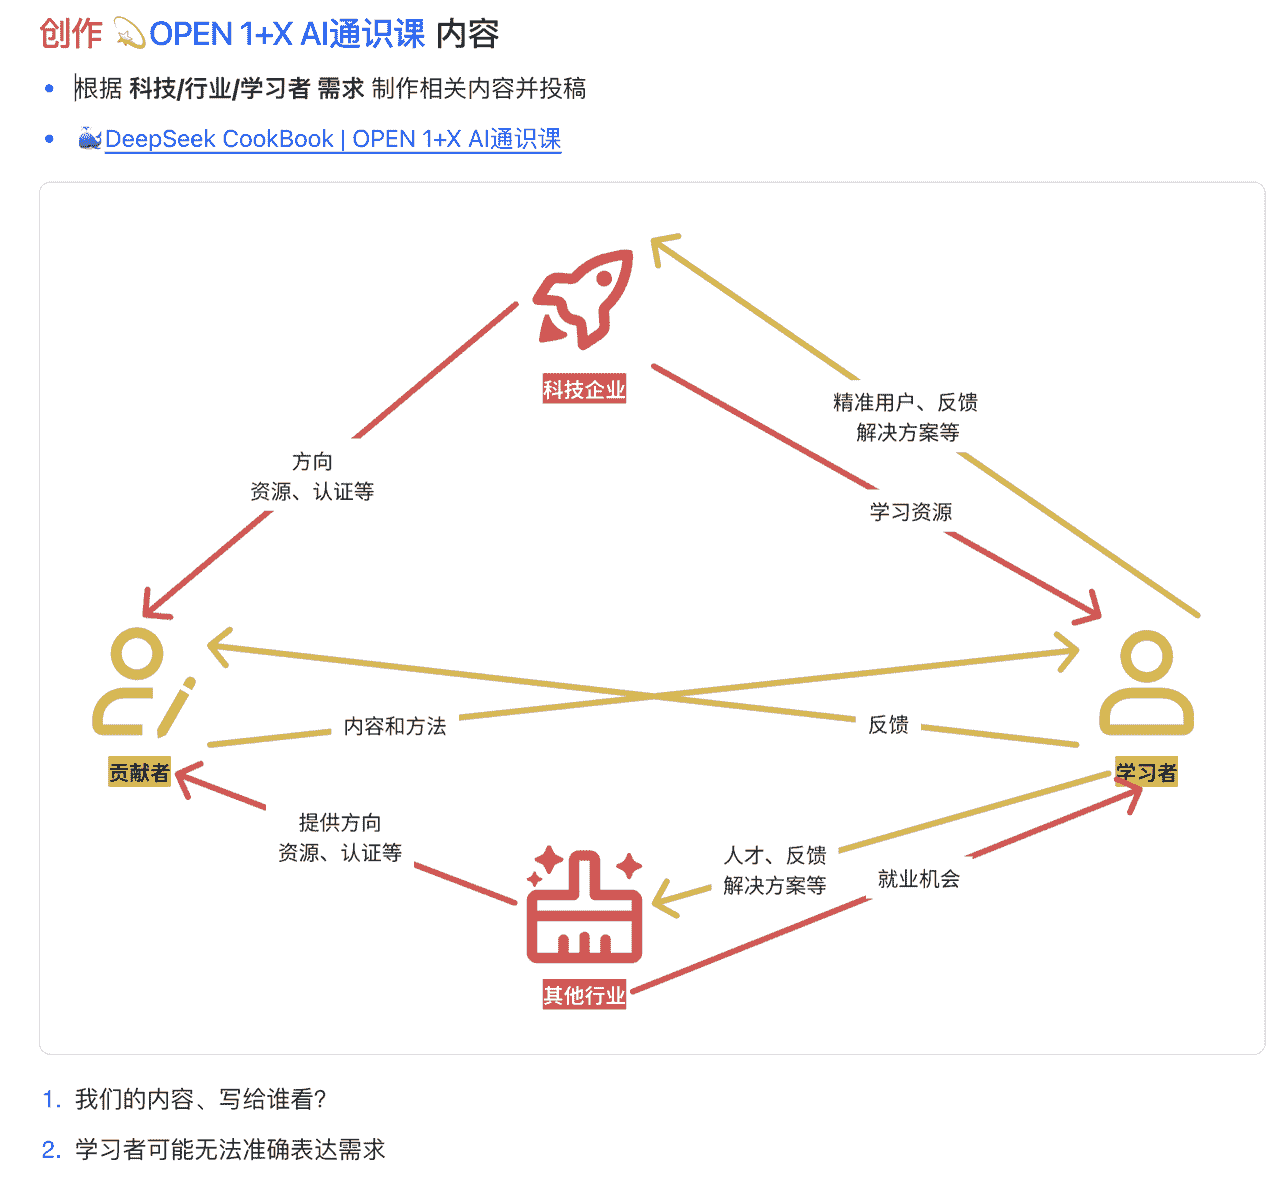 创作 💫OPEN 1+X AI通识课 内容
根据 科技/行业/学习者 需求 制作相关内容并投稿
🐳DeepSeek CookBook | OPEN 1+X AI通识课
科技企业
精准用户、反馈
解决方案等
方向
资源、认证等
学习资源
内容和方法
反馈
贡献者
学习者
提供方向
资源、认证等
人才、反馈
解决方案等
就业机会
其他行业
1. 我们的内容、写给谁看?
2. 学习者可能无法准确表达需求